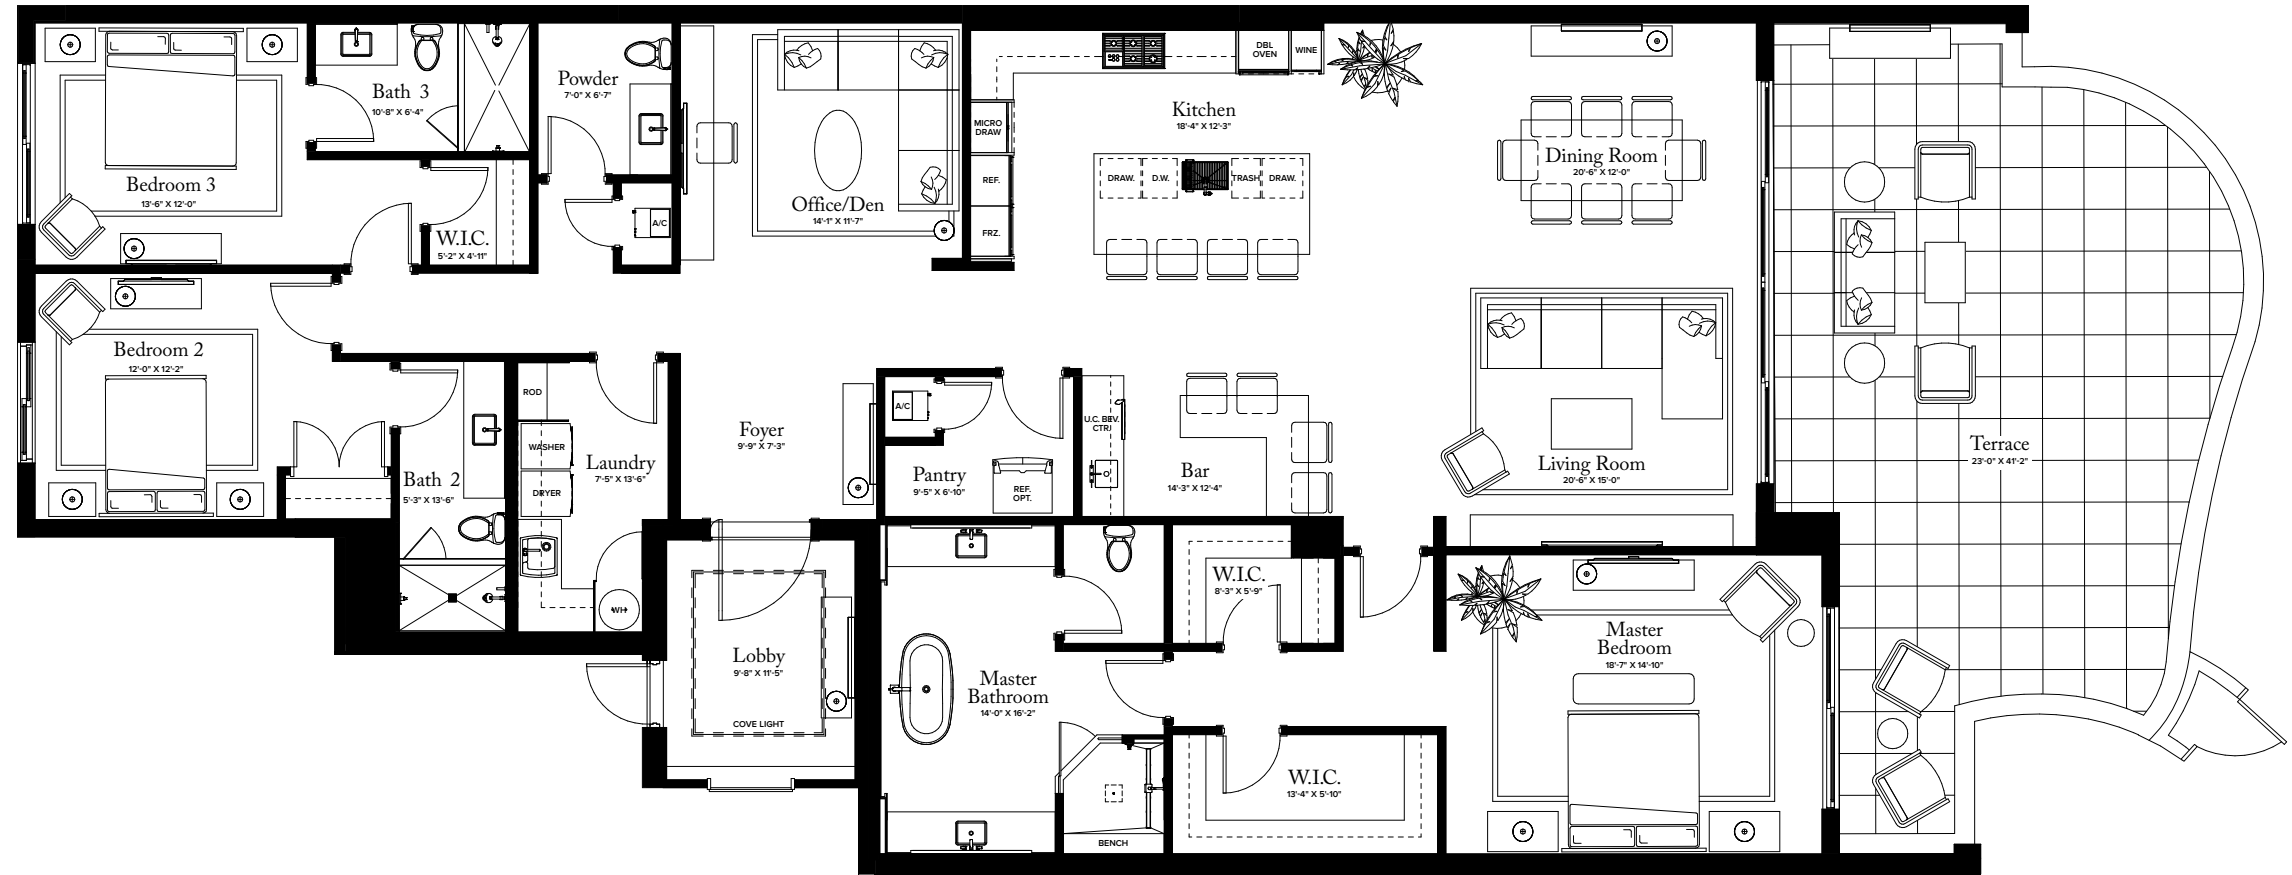 Bedroom 3
13'-6" X 12'-0"
Bath 3
10'-8" X 6'-4"
W.I.C.
5'-2" X 4'-11"
Powder
7'-0" X 6'-7"
A/C
Office/Den
14'-1" X 11'-7"
DBL
OVEN
WINE
MICRO
DRAW
REF.
FRZ.
Kitchen
18'-4" X 12'-3"
DRAW.
D.W.
TRASH
DRAW.
Dining Room
20'-6" X 12'-0"
Bedroom 2
12'-0" X 12'-2"
Bath 2
5'-3" X 13'-6"
ROD
WASHER
DRYER
Laundry
7'-5" X 13'-6"
WH
Foyer
9'-9" X 7'-3"
A/C
Pantry
9'-5" X 6'-10"
REF.
OPT.
U.C. BEV.
CTR.
Bar
14'-3" X 12'-4"
Living Room
20'-6" X 15'-0"
Terrace
23'-0" X 41'-2"
Lobby
9'-8" X 11'-5"
COVE LIGHT
Master
Bathroom
14'-0" X 16'-2"
BENCH
W.I.C.
8'-3" X 5'-9"
W.I.C.
13'-4" X 5'-10"
Master
Bedroom
18'-7" X 14'-10"